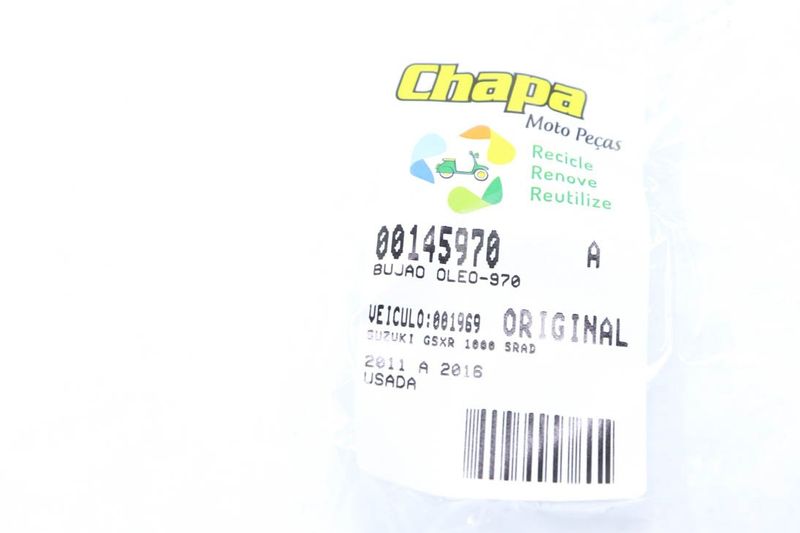 Chapa
Moto Peças
Recicle
Renove
Reutilize
00145970 A
BUJAO OLEO-970
VEICULO:001969 ORIGINAL
SUZUKI GSXR 1000 SRAD
2011 A 2016
USADA